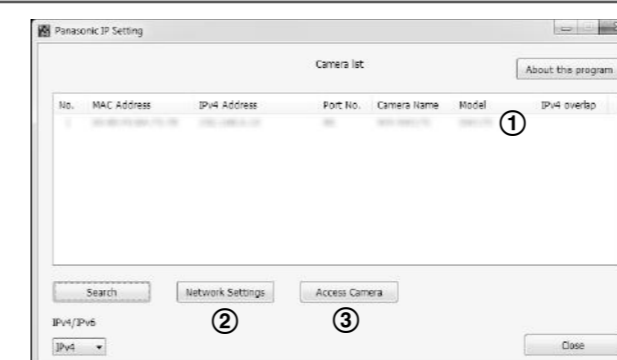 Panasonic IP Setting
Camera list
About this program
No. MAC Address IPv4 Address Port No. Camera Name Model IPv4 overlap
①
Search Network Settings Access Camera
② ③
IPv4/IPv6
IPv4 Close